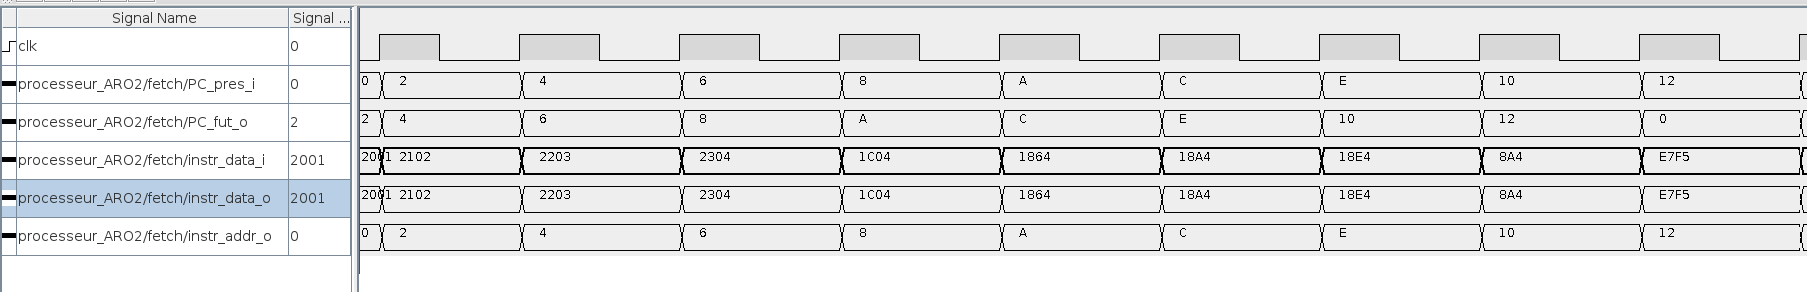 Signal Name Signal ...
clk 0
processeur_ARO2/fetch/PC_pres_i 0 0 2 4 6 8 A C E 10 12
processeur_ARO2/fetch/PC_fut_o 2 2 4 6 8 A C E 10 12 0
processeur_ARO2/fetch/instr_data_i 2001 2001 2102 2203 2304 1C04 1864 18A4 18E4 8A4 E7F5
processeur_ARO2/fetch/instr_data_o 2001 2001 2102 2203 2304 1C04 1864 18A4 18E4 8A4 E7F5
processeur_ARO2/fetch/instr_addr_o 0 0 2 4 6 8 A C E 10 12